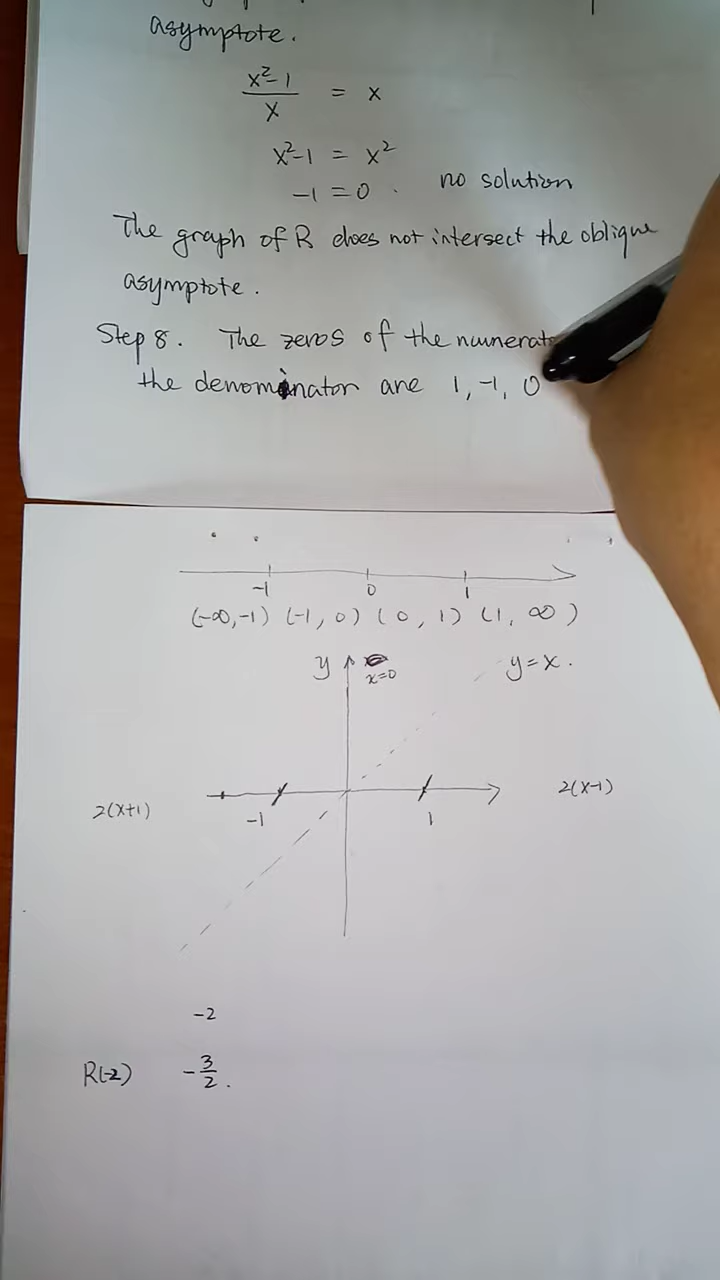 asymptote.
x²-1
x
= x
x²-1 = x²
-1 = 0. no solution
The graph of R does not intersect the oblique
asymptote.
Step 8. The zeros of the numerat
the denominator are 1, -1, 0
-1 0 1
(-∞,-1) (-1, 0) (0, 1) (1, ∞)
y x=0 y=x.
2(x+1) 2(x-1)
-1 1
-2
R(-2) -3/2.